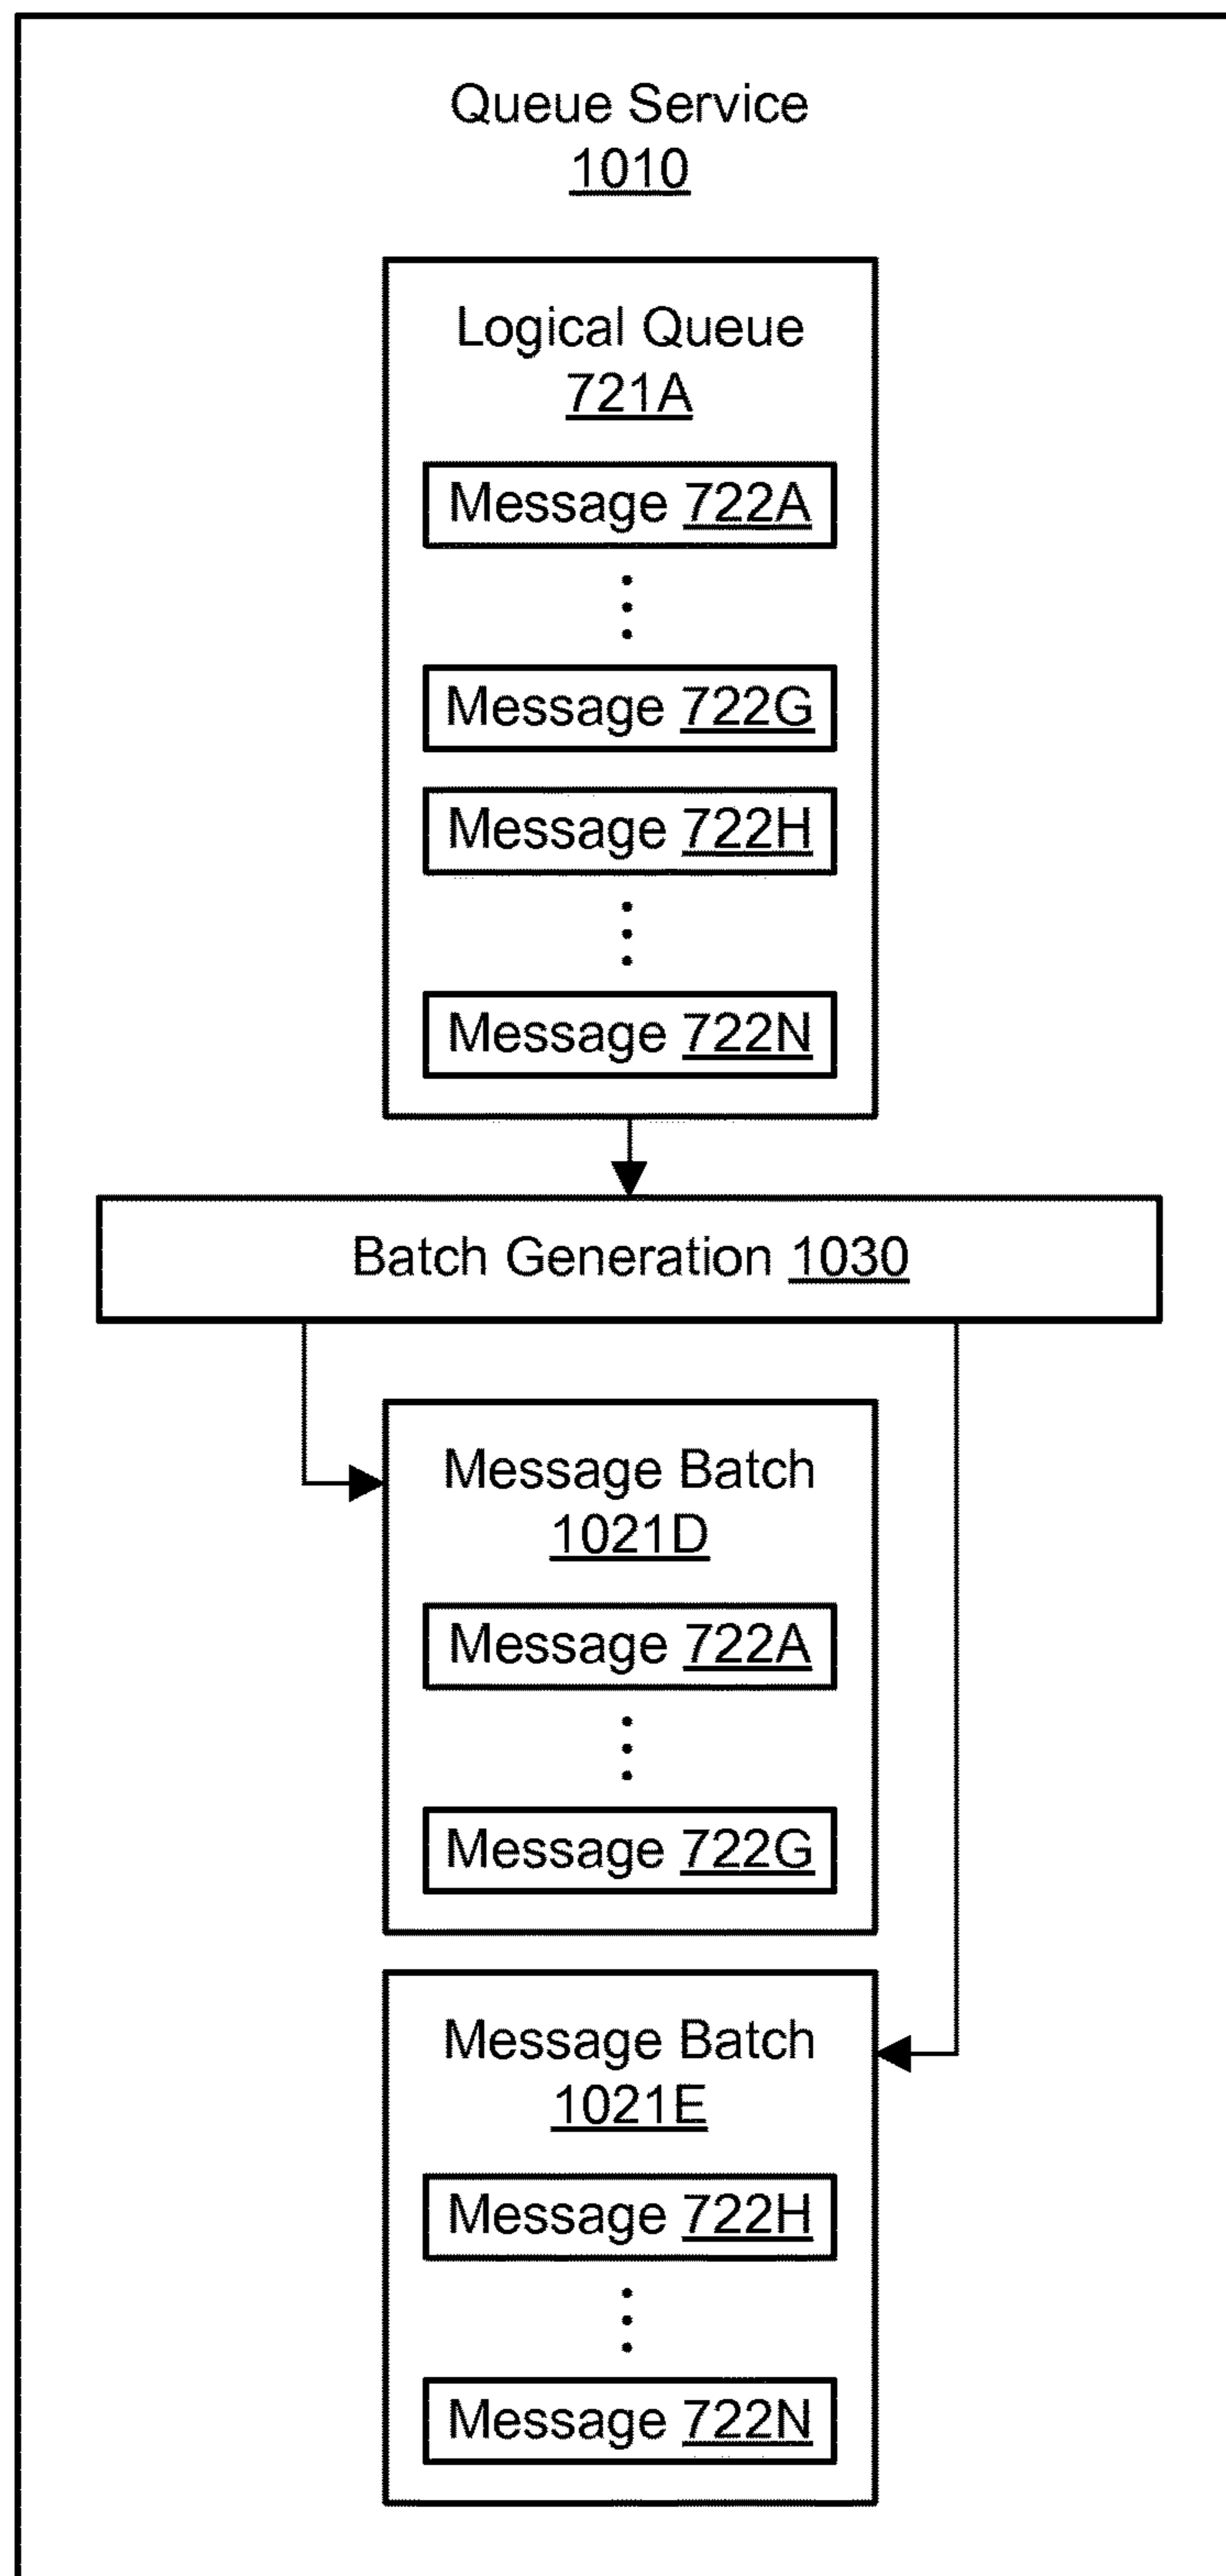 Queue Service
1010
Logical Queue
721A
Message 722A
Message 722G
Message 722H
Message 722N
Batch Generation 1030
Message Batch
1021D
Message 722A
Message 722G
Message Batch
1021E
Message 722H
Message 722N